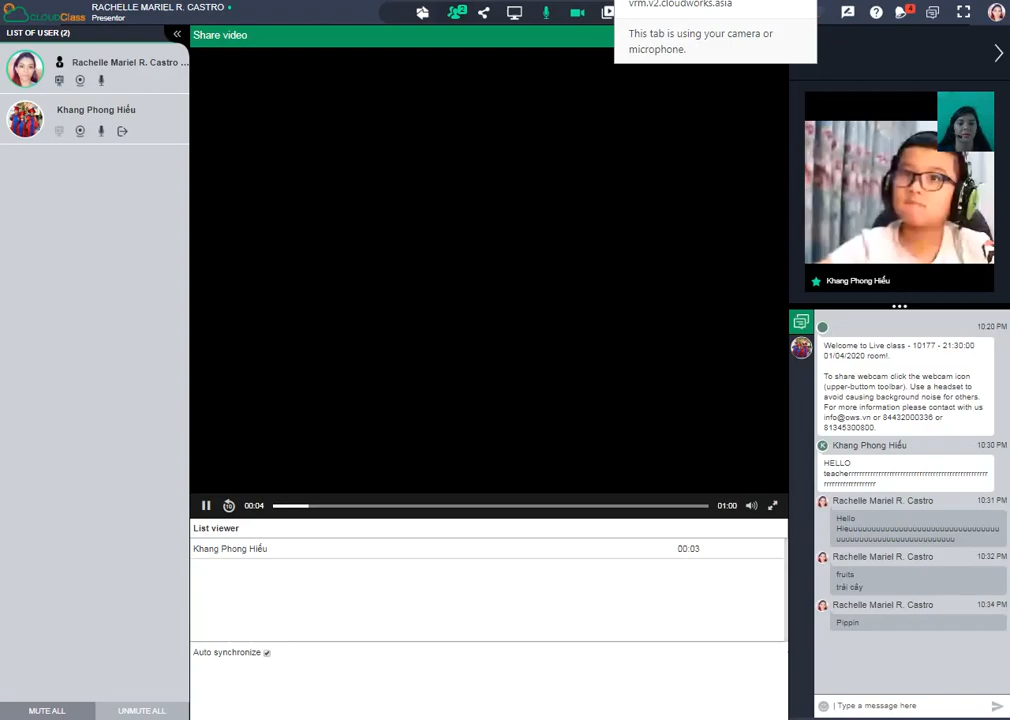 CLOUDClass
RACHELLE MARIEL R. CASTRO
Presentor
2
vrm.v2.cloudworks.asia
This tab is using your camera or
microphone.
4
LIST OF USER (2)
Rachelle Mariel R. Castro ...
Khang Phong Hiếu
MUTE ALL
UNMUTE ALL
Share video
10
00:04
01:00
List viewer
Khang Phong Hiếu 00:03
Auto synchronize
Khang Phong Hiếu
10:20 PM
Welcome to Live class - 10177 - 21:30:00
01/04/2020 room!.
To share webcam click the webcam icon
(upper-buttom toolbar). Use a headset to
avoid causing background noise for others.
For more information please contact with us
info@ows.vn or 84432000336 or
81345300800.
K Khang Phong Hiếu 10:30 PM
HELLO
Rachelle Mariel R. Castro 10:31 PM
Hello
Rachelle Mariel R. Castro 10:32 PM
fruits
trái cây
Rachelle Mariel R. Castro 10:34 PM
Pippin
Type a message here